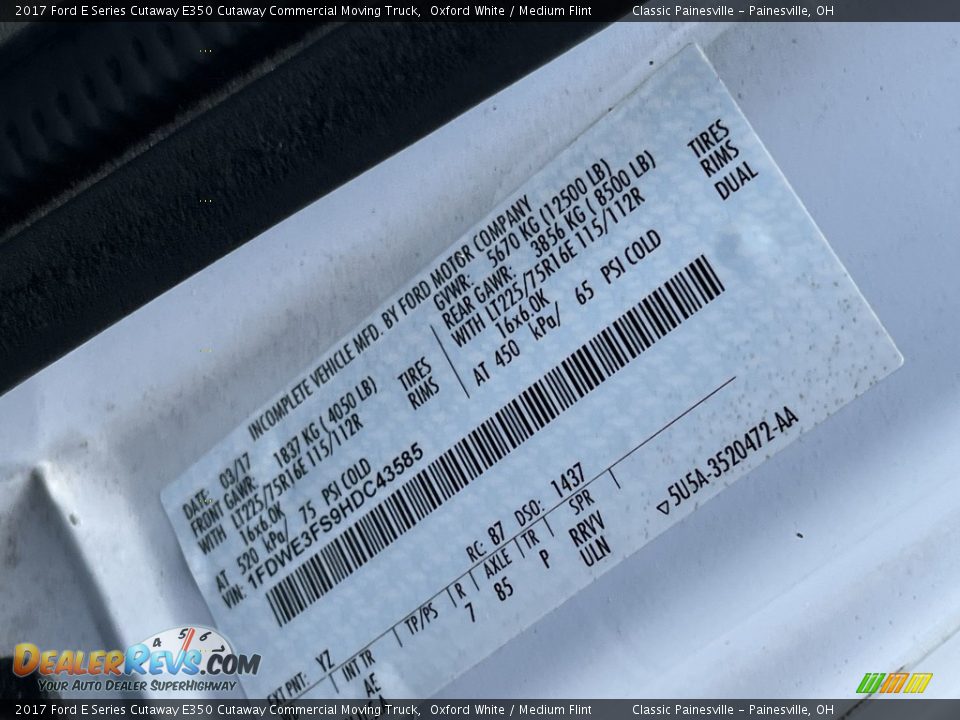 2017 Ford E Series Cutaway E350 Cutaway Commercial Moving Truck, Oxford White / Medium Flint Classic Painesville - Painesville, OH
INCOMPLETE VEHICLE MFD. BY FORD MOTOR COMPANY
DATE 03/17 GVWR: 5670 KG (12500 LB)
FRONT GAWR: 1837 KG ( 4050 LB) REAR GAWR: 3856 KG ( 8500 LB)
WITH LT225/75R16E 115/112R TIRES WITH LT225/75R16E 115/112R TIRES
16x6.0K RIMS 16x6.0K RIMS
AT 520 kPa/ 75 PSI COLD AT 450 kPa/ 65 PSI COLD DUAL
VIN: 1FDWE3FS9HDC43585
EXT PNT: YZ RC: 87 DSO: 1437
INT TR TP/PS R AXLE TR SPR
AE 7 85 P RRVV
ULN
▽5U5A-3520472-AA
4 5 6
DEALERREVS.COM
YOUR AUTO DEALER SUPERHIGHWAY
2017 Ford E Series Cutaway E350 Cutaway Commercial Moving Truck, Oxford White / Medium Flint Classic Painesville - Painesville, OH